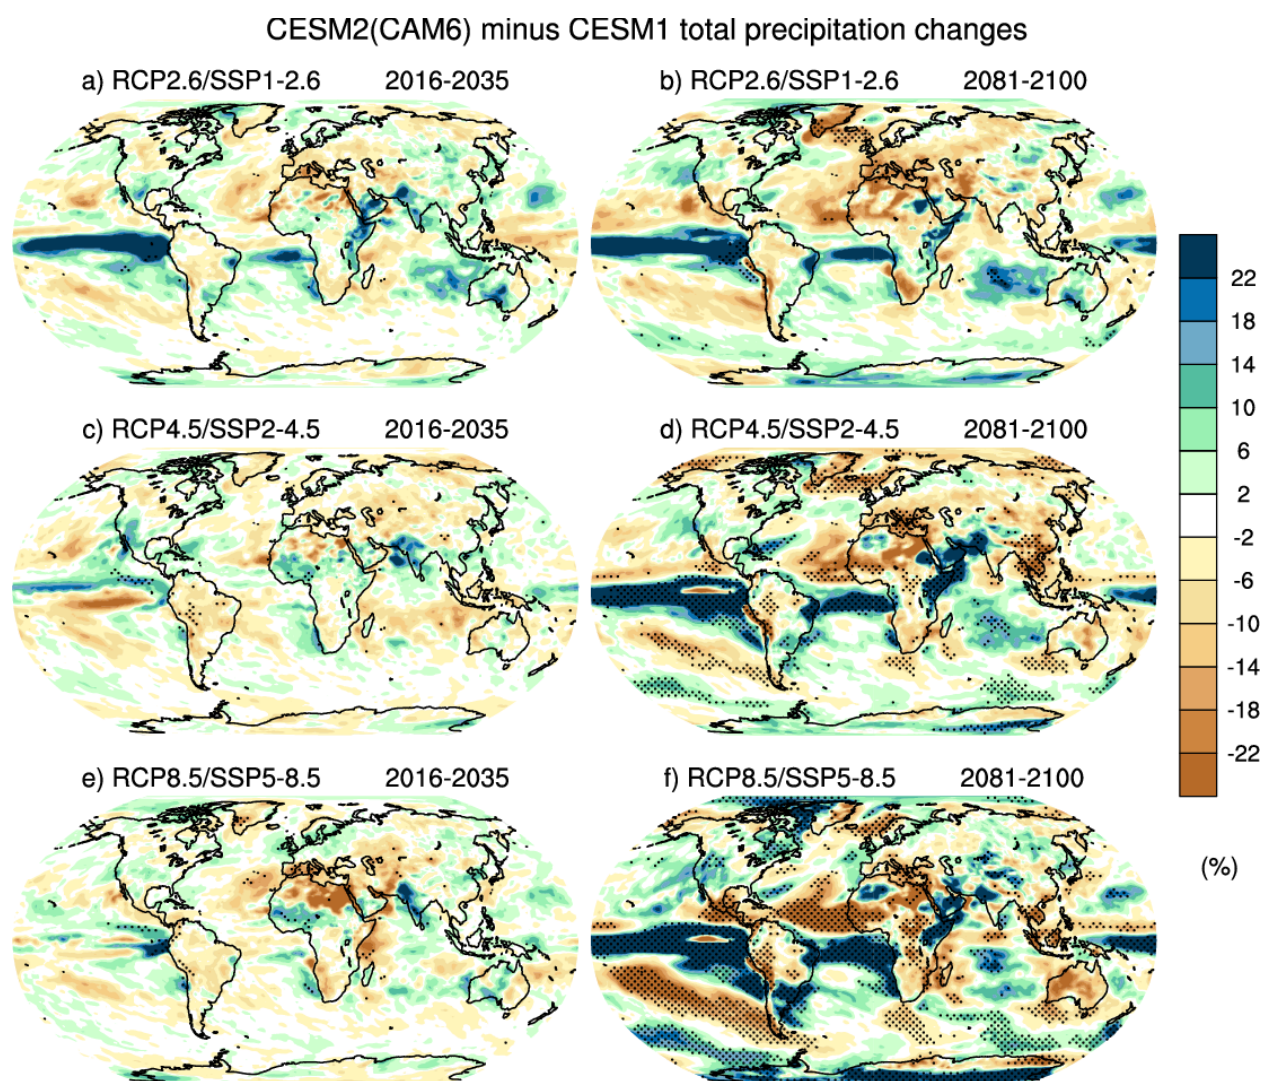 CESM2(CAM6) minus CESM1 total precipitation changes
a) RCP2.6/SSP1-2.6 2016-2035
b) RCP2.6/SSP1-2.6 2081-2100
c) RCP4.5/SSP2-4.5 2016-2035
d) RCP4.5/SSP2-4.5 2081-2100
e) RCP8.5/SSP5-8.5 2016-2035
f) RCP8.5/SSP5-8.5 2081-2100
22
18
14
10
6
2
-2
-6
-10
-14
-18
-22
(%)